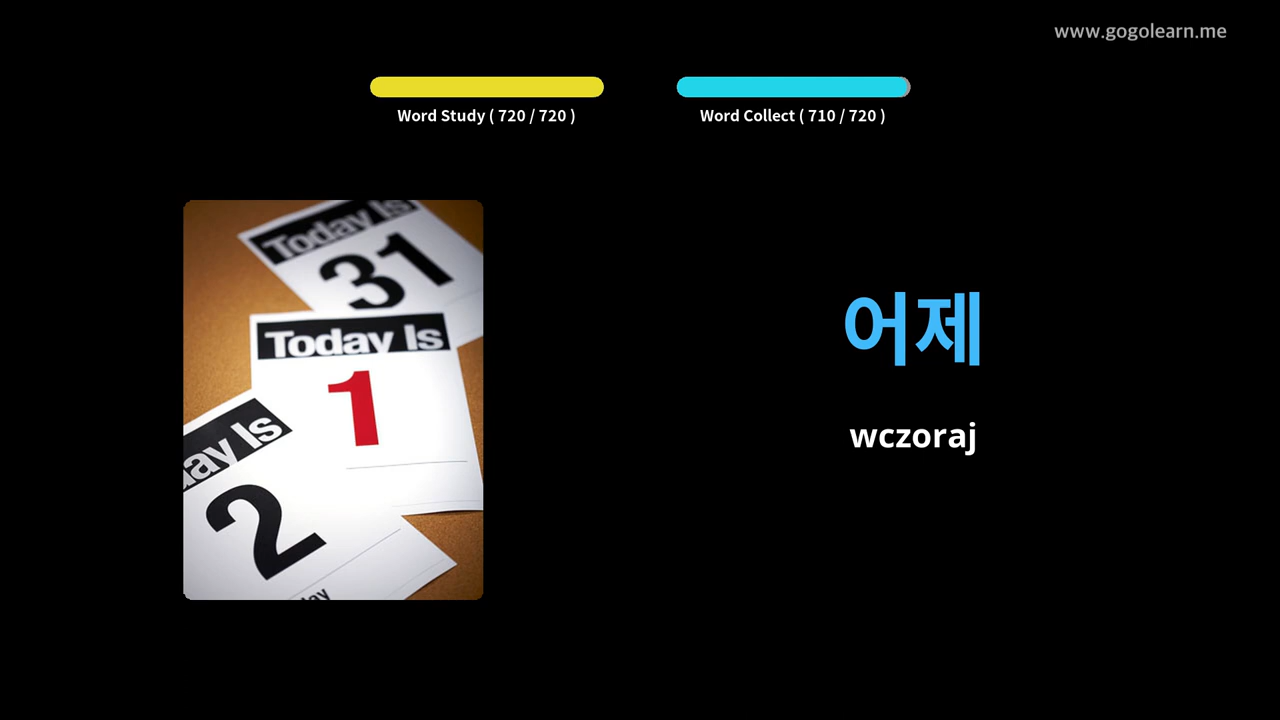 www.gogolearn.me
Word Study ( 720 / 720 )
Word Collect ( 710 / 720 )
Today Is
31
Today Is
1
ay Is
2
어제
wczoraj